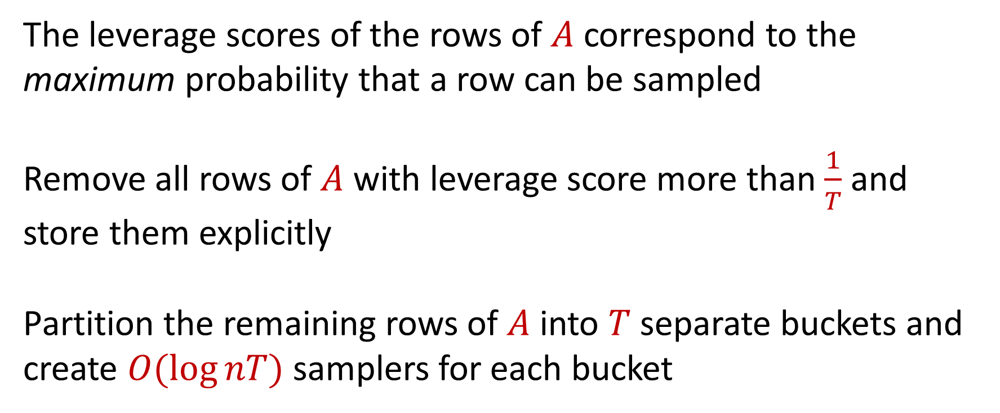 The leverage scores of the rows of A correspond to the
maximum probability that a row can be sampled
Remove all rows of A with leverage score more than 1/T and
store them explicitly
Partition the remaining rows of A into T separate buckets and
create O(log nT) samplers for each bucket